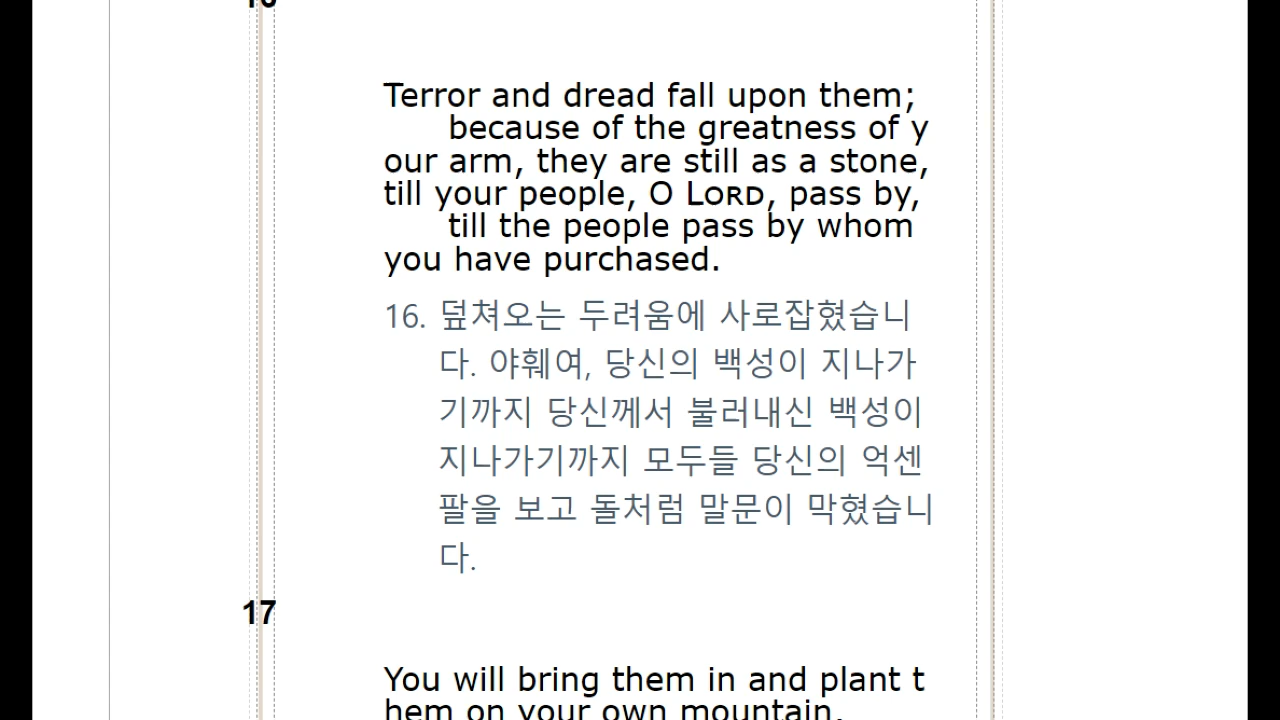 16
Terror and dread fall upon them;
because of the greatness of y
our arm, they are still as a stone,
till your people, O LORD, pass by,
till the people pass by whom
you have purchased.
16. 덮쳐오는 두려움에 사로잡혔습니
다. 야훼여, 당신의 백성이 지나가
기까지 당신께서 불러내신 백성이
지나가기까지 모두들 당신의 억센
팔을 보고 돌처럼 말문이 막혔습니
다.
17
You will bring them in and plant t
hem on your own mountain,